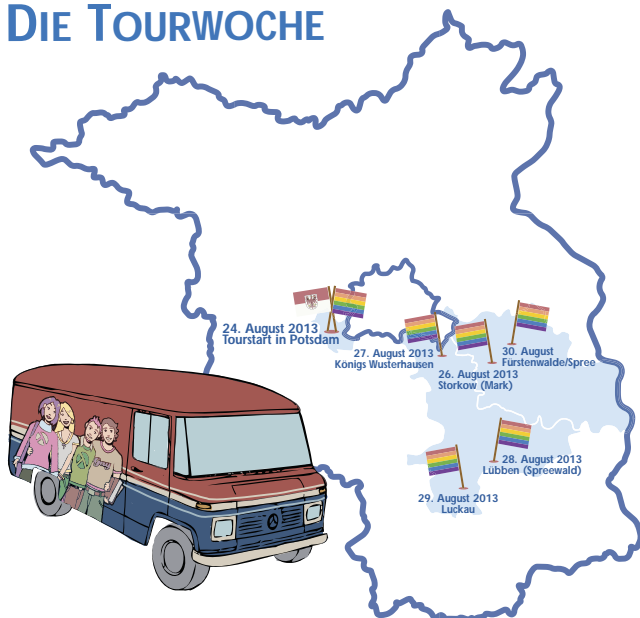 DIE TOURWOCHE
24. August 2013
Tourstart in Potsdam
27. August 2013
Königs Wusterhausen
30. August
Fürstenwalde/Spree
26. August 2013
Storkow (Mark)
28. August 2013
Lübben (Spreewald)
29. August 2013
Luckau